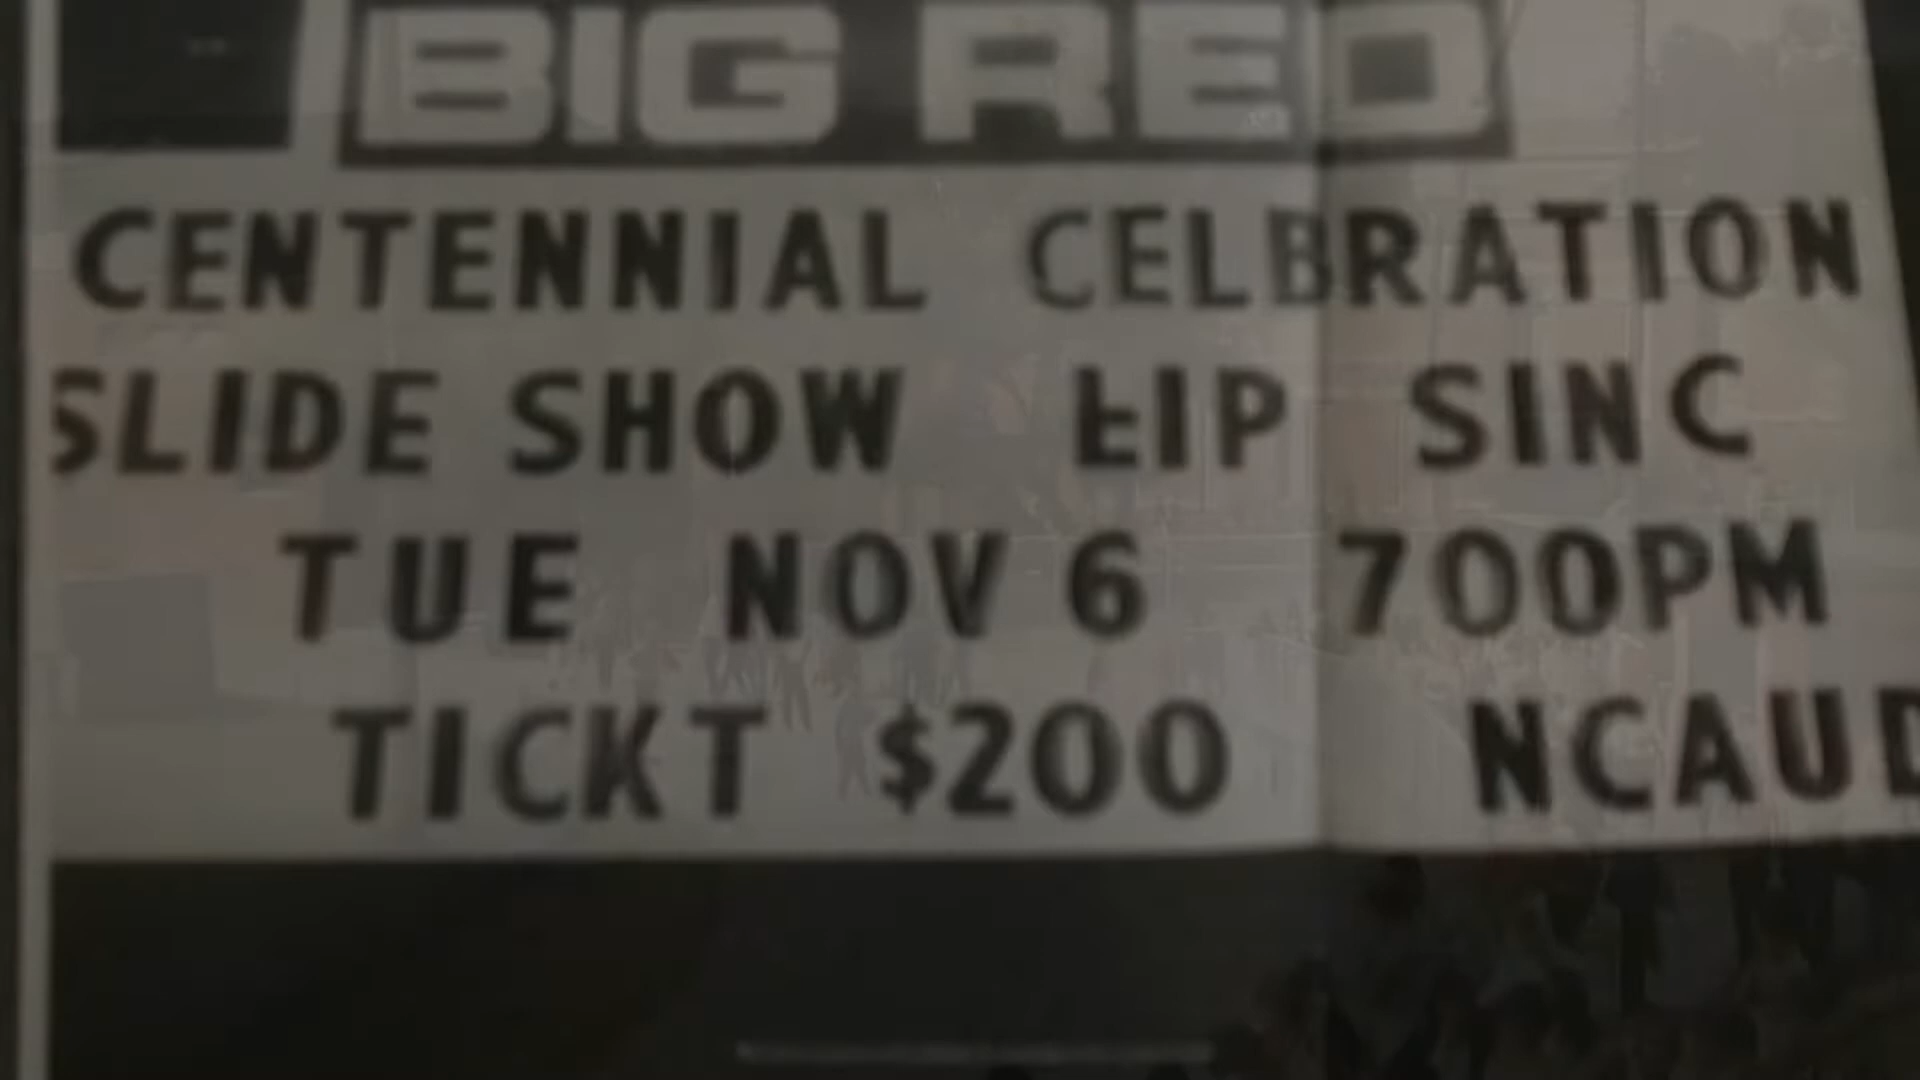 BIG RED
CENTENNIAL CELBRATION
SLIDE SHOW LIP SINC
TUE NOV 6 700PM
TICKT $200 NCAUD